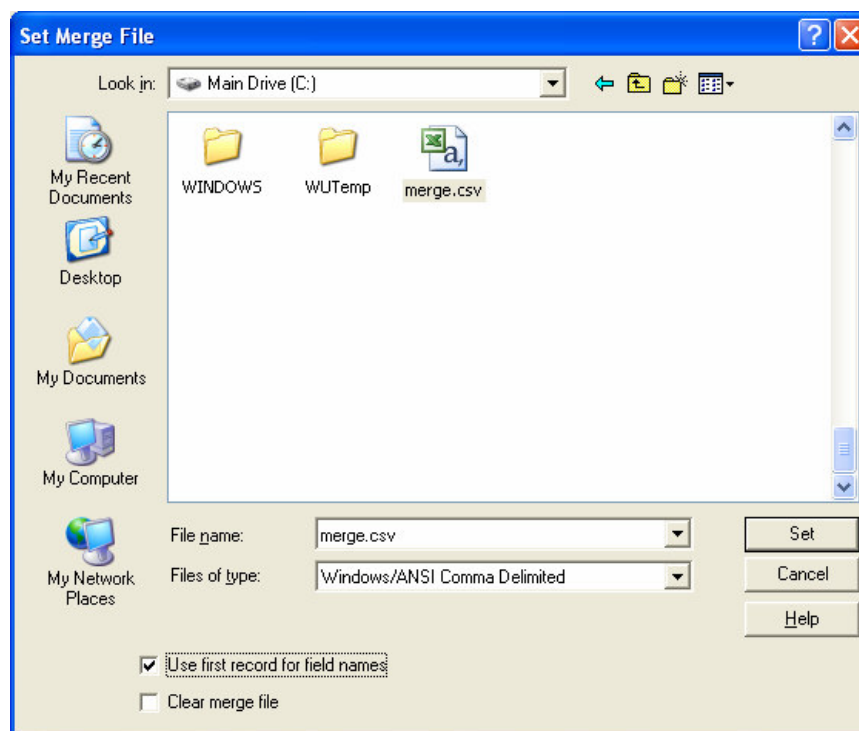 Set Merge File
Look in:
Main Drive (C:)
My Recent
Documents
Desktop
My Documents
My Computer
My Network
Places
WINDOWS
WUTemp
merge.csv
File name:
merge.csv
Set
Files of type:
Windows/ANSI Comma Delimited
Cancel
Help
Use first record for field names
Clear merge file